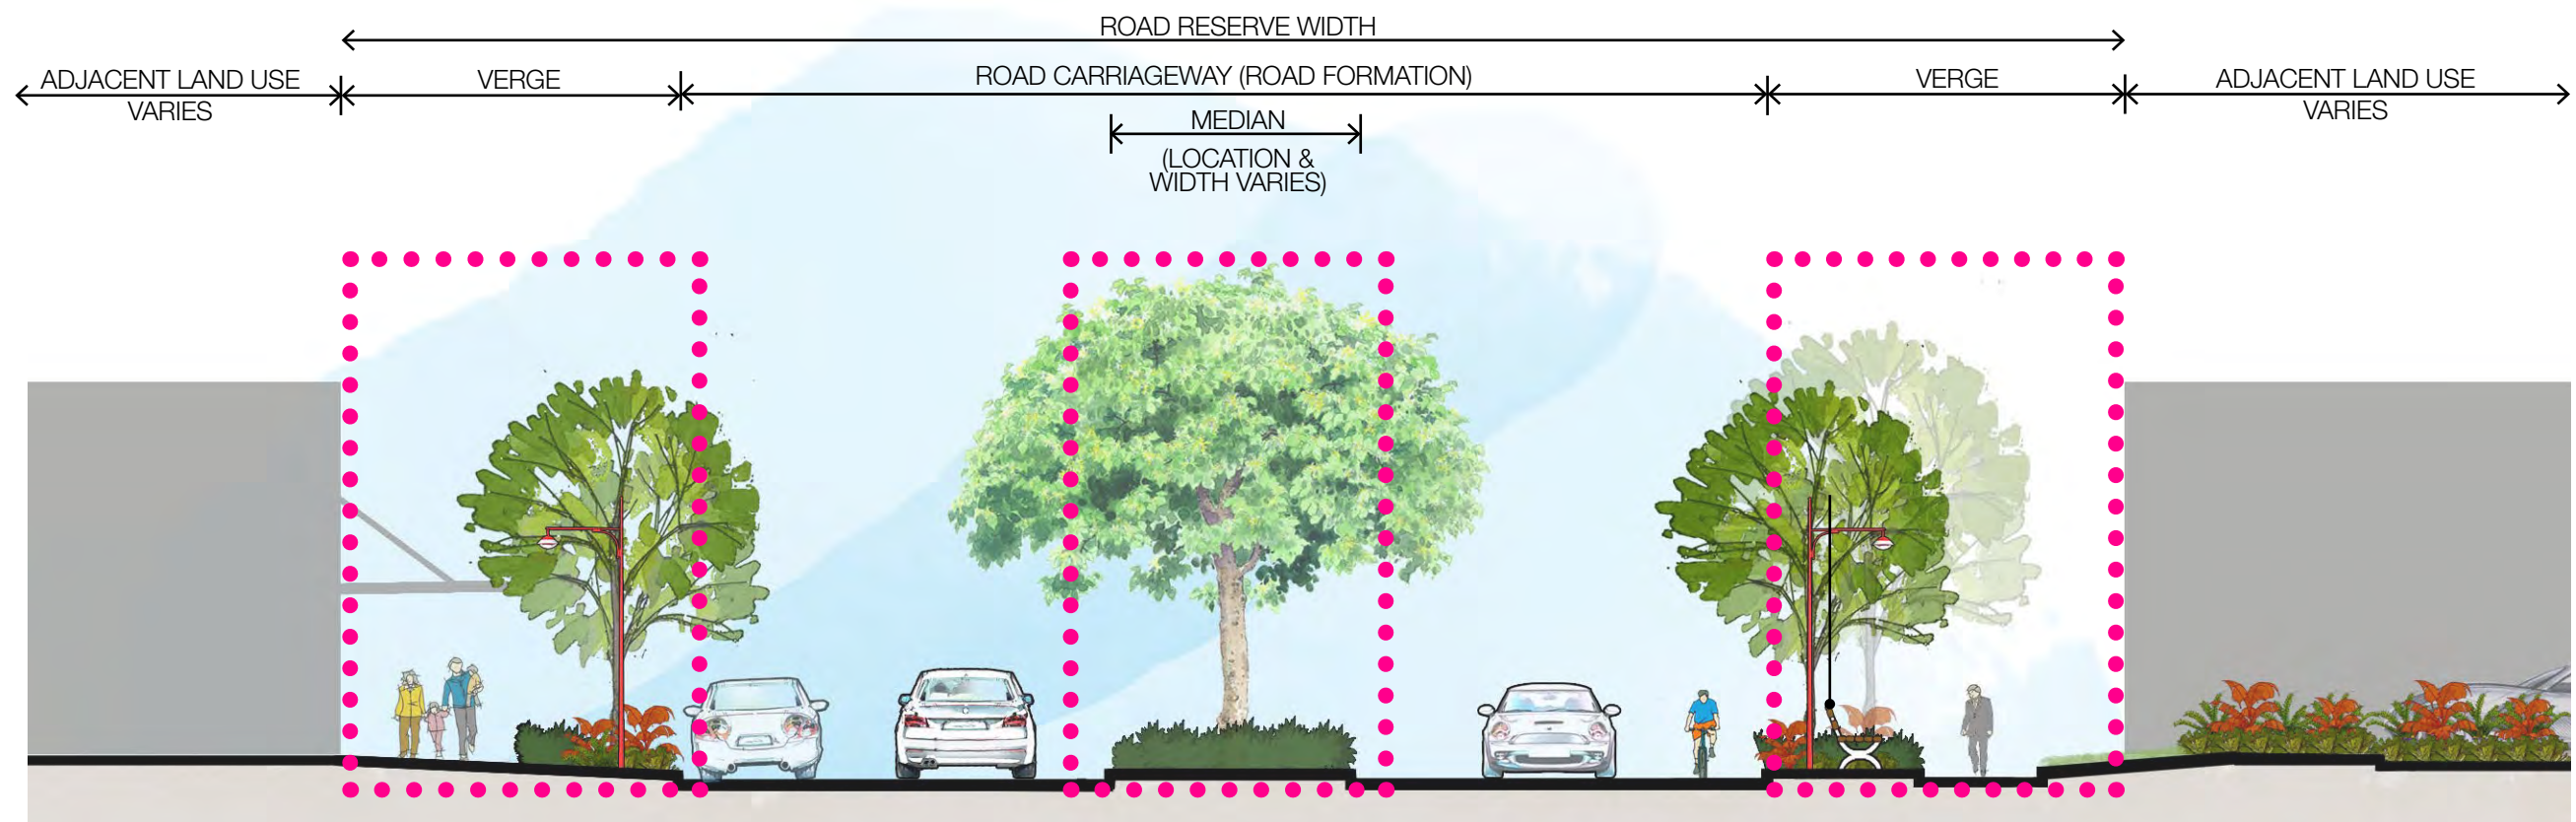 ROAD RESERVE WIDTH
ADJACENT LAND USE
VARIES
VERGE
ROAD CARRIAGEWAY (ROAD FORMATION)
MEDIAN
(LOCATION &
WIDTH VARIES)
VERGE
ADJACENT LAND USE
VARIES